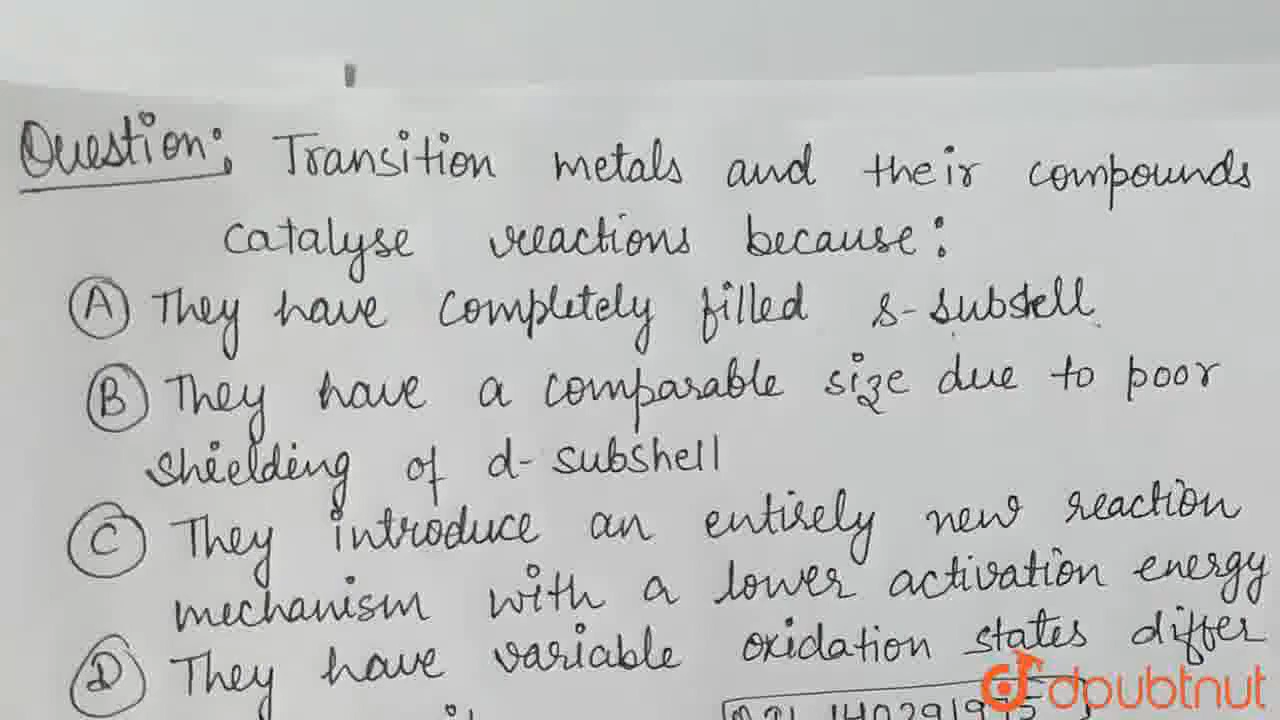 Question: Transition metals and their compounds
catalyse reactions because:
(A) They have completely filled s-subshell
(B) They have a comparable size due to poor
shielding of d-subshell
(C) They introduce an entirely new reaction
mechanism with a lower activation energy
(D) They have variable oxidation states differ
doubtnut